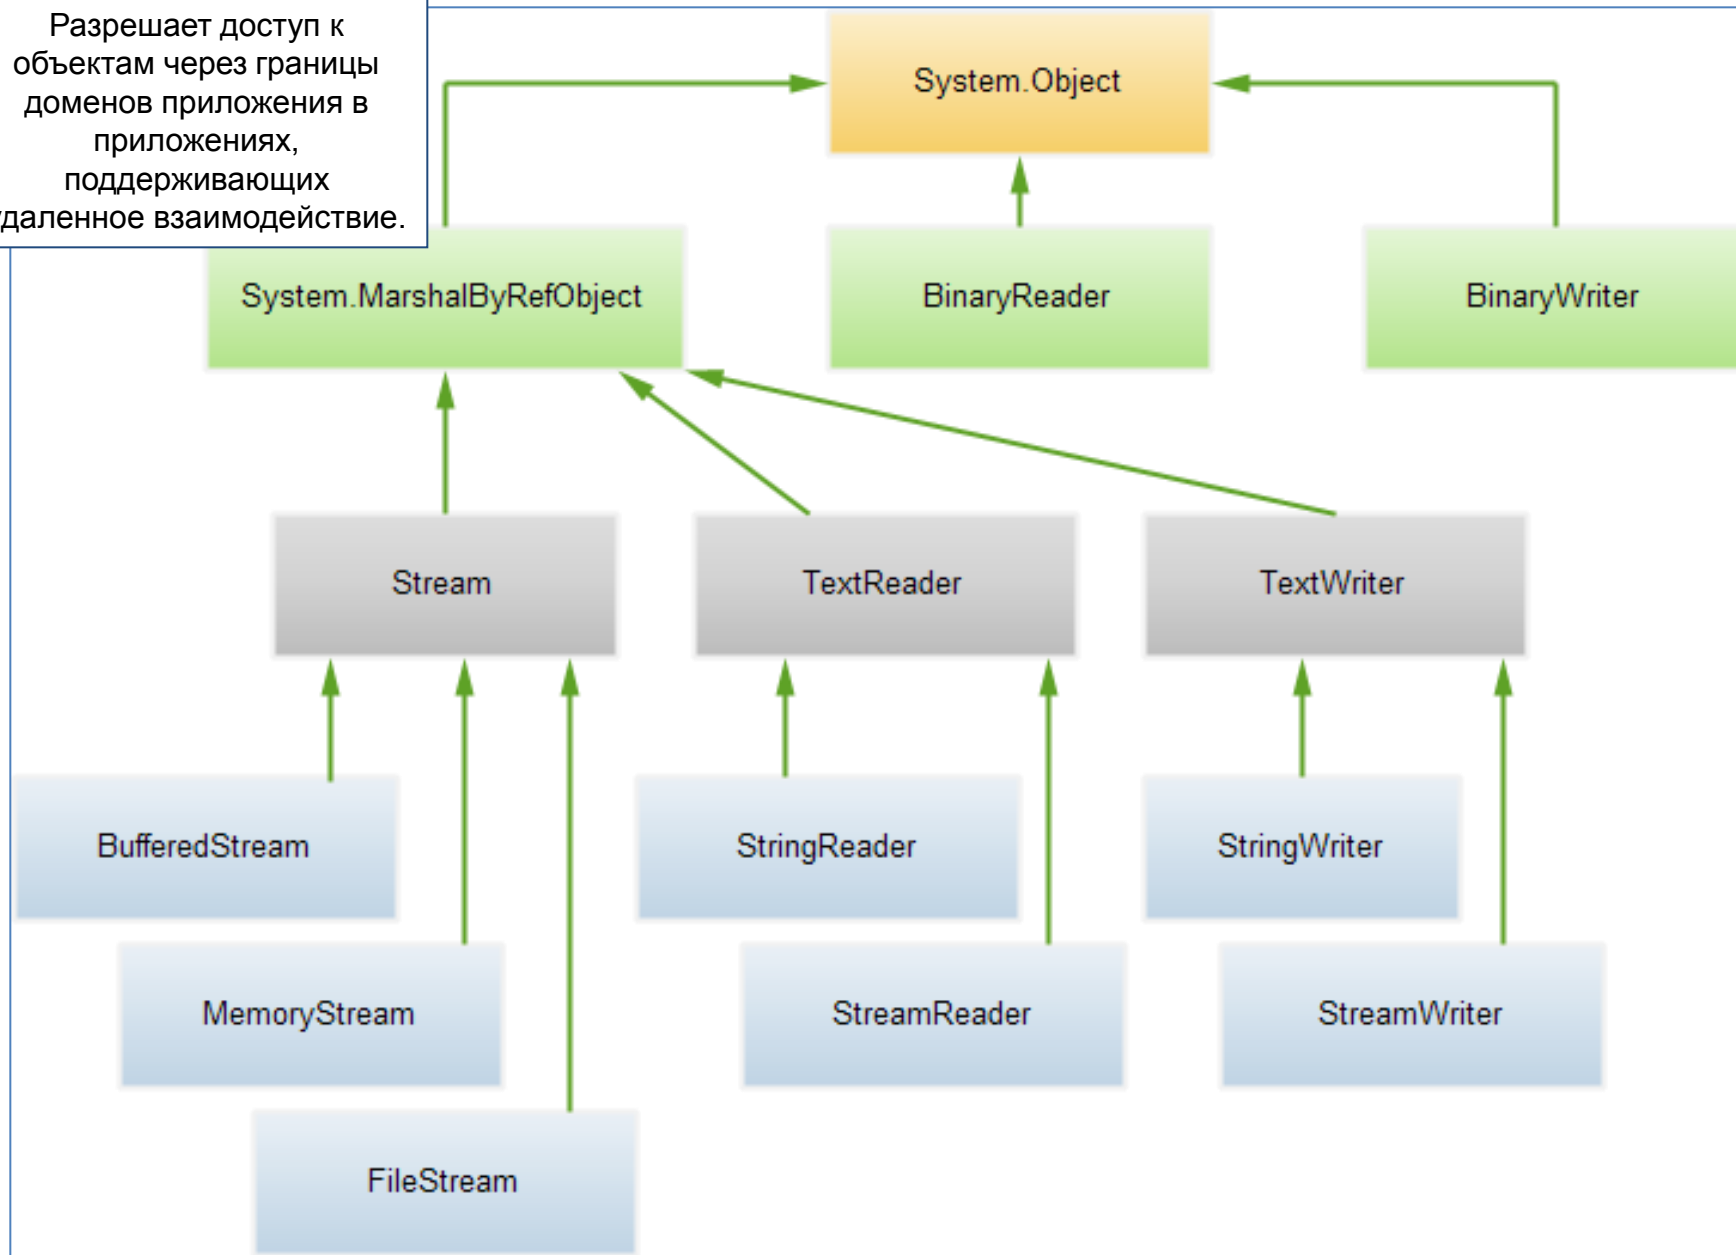 Разрешает доступ к
объектам через границы
доменов приложения в
приложениях,
поддерживающих
удаленное взаимодействие.
System.Object
System.MarshalByRefObject
BinaryReader
BinaryWriter
Stream
TextReader
TextWriter
BufferedStream
StringReader
StringWriter
MemoryStream
StreamReader
StreamWriter
FileStream